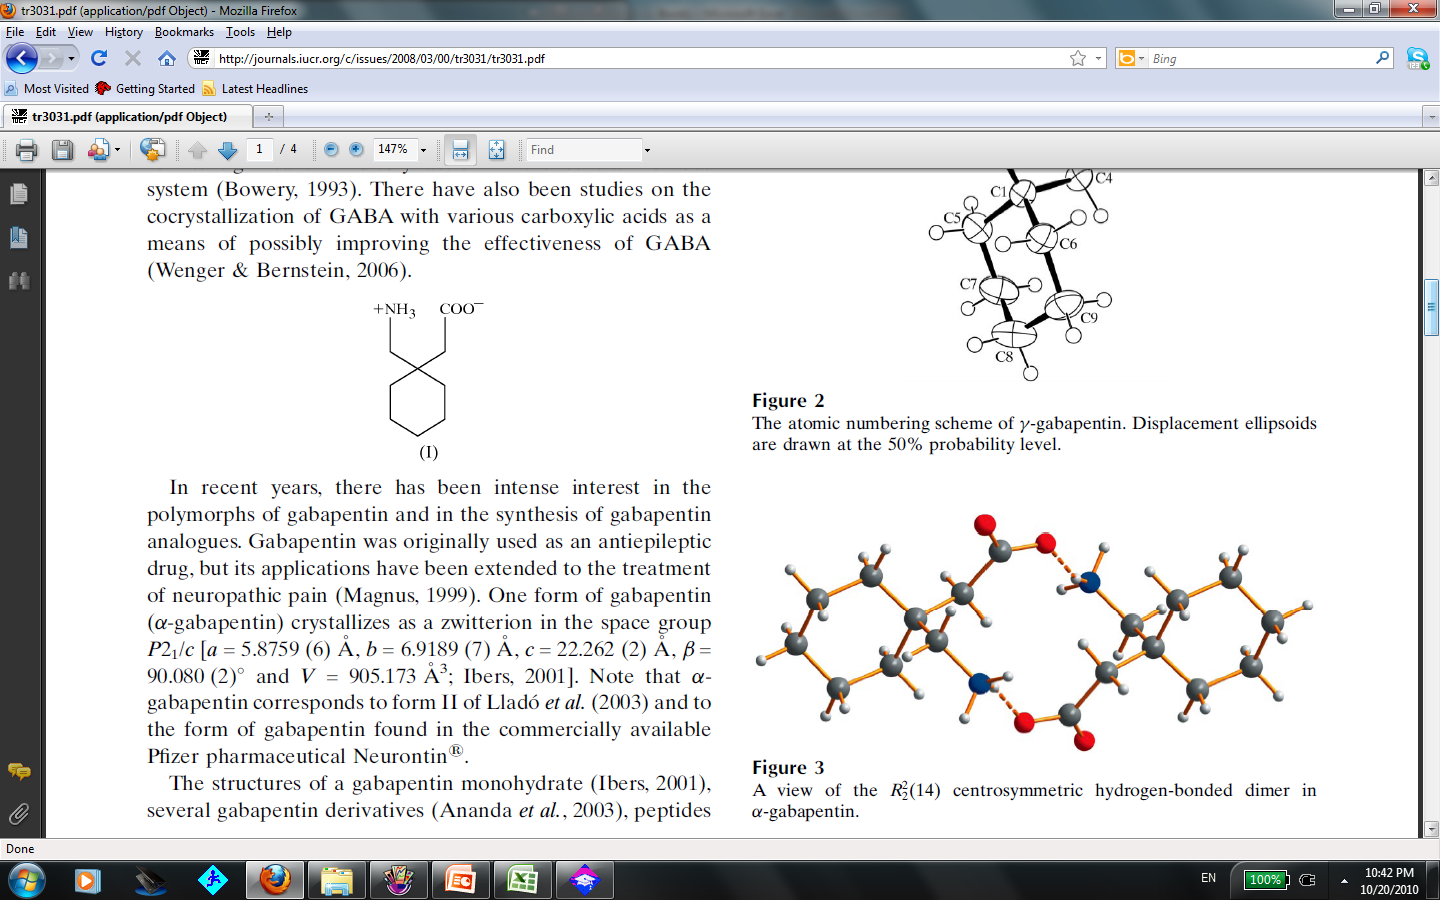 tr3031.pdf (application/pdf Object) - Mozilla Firefox
File Edit View History Bookmarks Tools Help
http://journals.iucr.org/c/issues/2008/03/00/tr3031/tr3031.pdf
Bing
Most Visited Getting Started Latest Headlines
tr3031.pdf (application/pdf Object)
1 / 4 147% Find
system (Bowery, 1993). There have also been studies on the
cocrystallization of GABA with various carboxylic acids as a
means of possibly improving the effectiveness of GABA
(Wenger & Bernstein, 2006).
+NH₃ COO⁻
(I)
In recent years, there has been intense interest in the
polymorphs of gabapentin and in the synthesis of gabapentin
analogues. Gabapentin was originally used as an antiepileptic
drug, but its applications have been extended to the treatment
of neuropathic pain (Magnus, 1999). One form of gabapentin
(α-gabapentin) crystallizes as a zwitterion in the space group
P2₁/c [a = 5.8759 (6) Å, b = 6.9189 (7) Å, c = 22.262 (2) Å, β =
90.080 (2)° and V = 905.173 Å³; Ibers, 2001]. Note that α-
gabapentin corresponds to form II of Lladó et al. (2003) and to
the form of gabapentin found in the commercially available
Pfizer pharmaceutical Neurontin®.
The structures of a gabapentin monohydrate (Ibers, 2001),
several gabapentin derivatives (Ananda et al., 2003), peptides
C1 C4
C5
C6
C7
C9
C8
Figure 2
The atomic numbering scheme of γ-gabapentin. Displacement ellipsoids
are drawn at the 50% probability level.
Figure 3
A view of the R²₂(14) centrosymmetric hydrogen-bonded dimer in
α-gabapentin.
Done
EN 100% 10:42 PM
10/20/2010